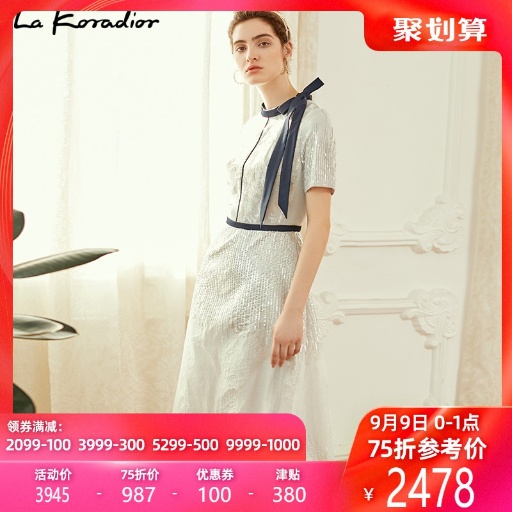 La Koradior
聚划算
领券满减:
2099-100 3999-300 5299-500 9999-1000
9月9日 0-1点
75折参考价
¥ 2478
活动价 75折价 优惠券 津贴
3945 - 987 - 100 - 380